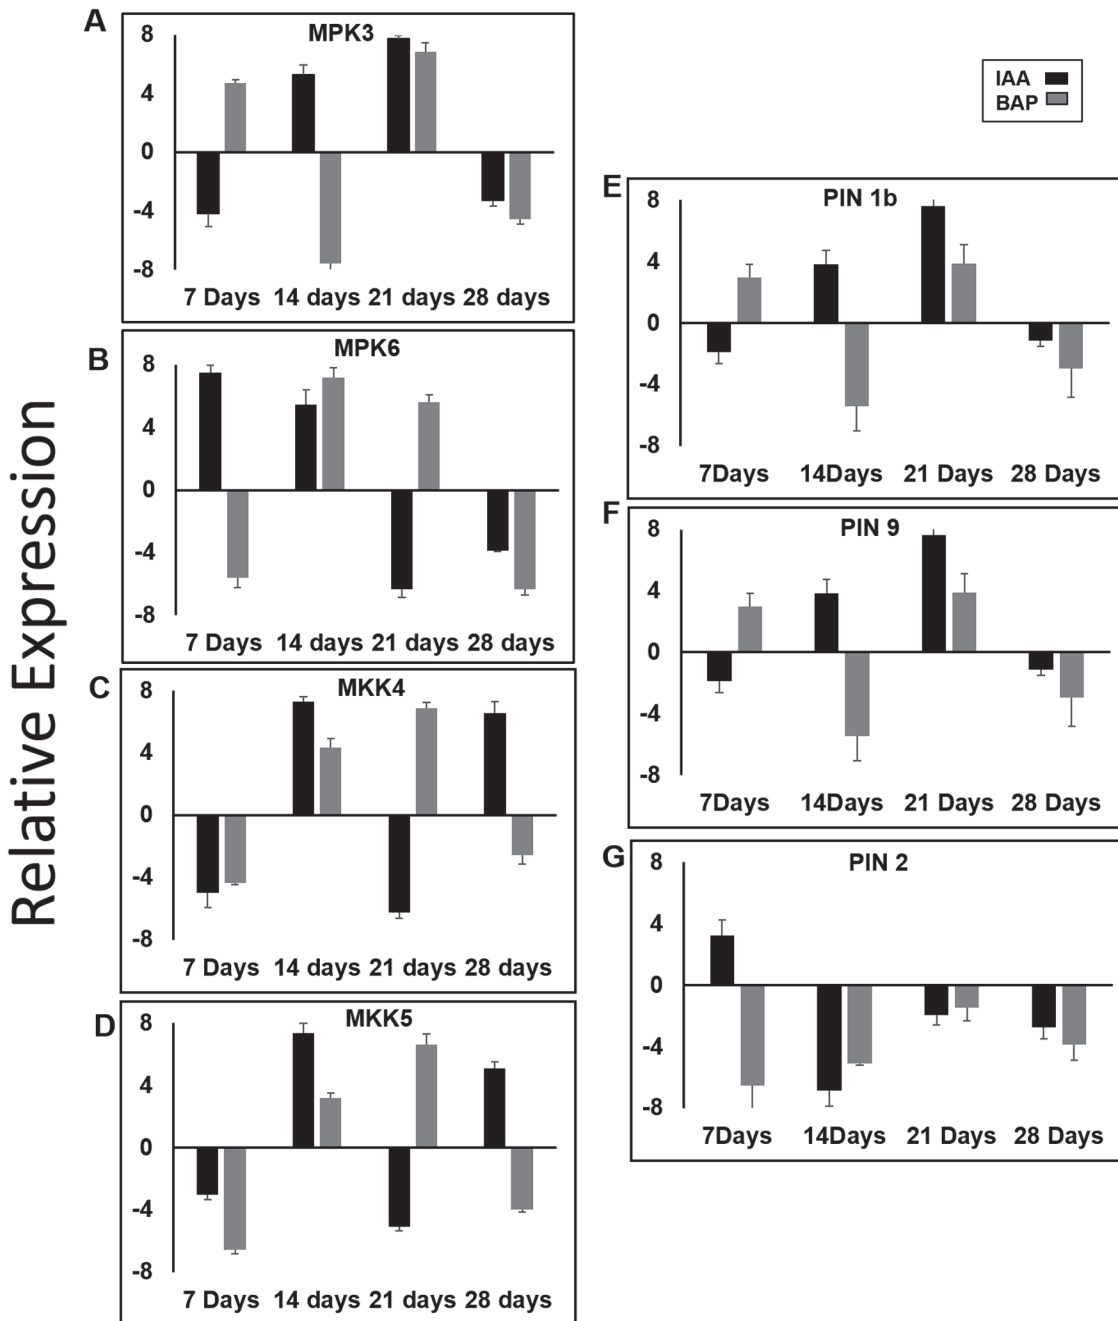 Relative Expression
A
MPK3
8
4
0
-4
-8
7 Days 14 days 21 days 28 days
B
MPK6
8
4
0
-4
-8
7 Days 14 days 21 days 28 days
C
MKK4
8
4
0
-4
-8
7 Days 14 days 21 days 28 days
D
MKK5
8
4
0
-4
-8
7 Days 14 days 21 days 28 days
IAA
BAP
E
PIN 1b
8
4
0
-4
-8
7Days 14Days 21 Days 28 Days
F
PIN 9
8
4
0
-4
-8
7Days 14Days 21 Days 28 Days
G
PIN 2
8
4
0
-4
-8
7Days 14Days 21 Days 28 Days